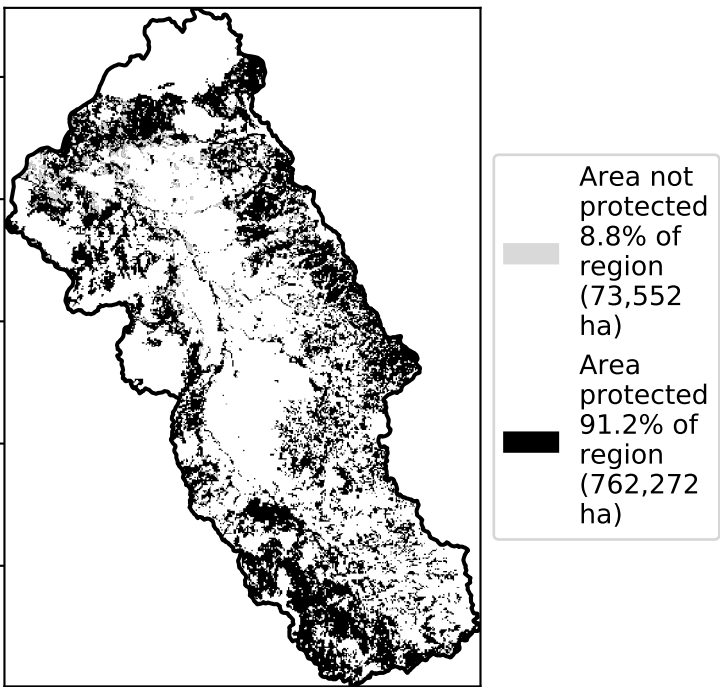 Area not
protected
8.8% of
region
(73,552
ha)
Area
protected
91.2% of
region
(762,272
ha)